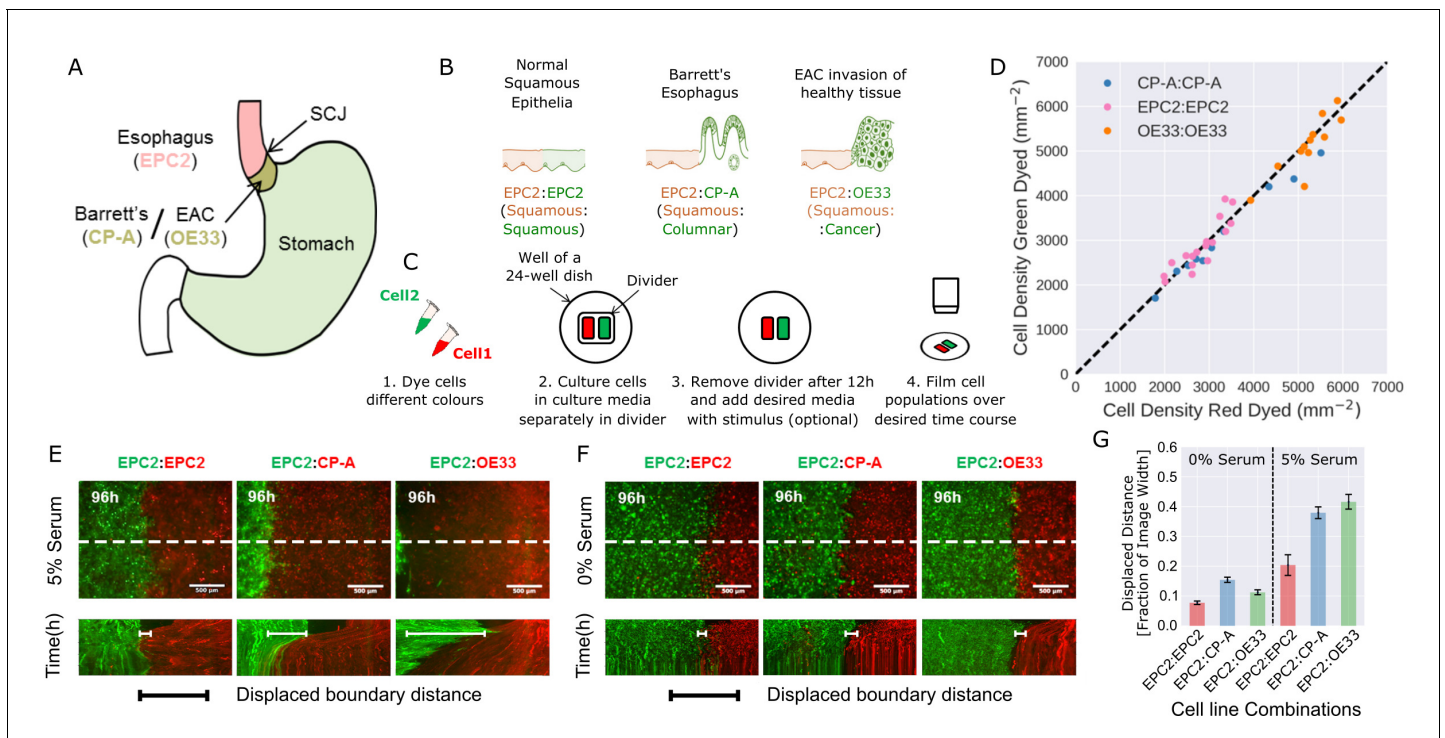 A
SCJ
Esophagus
(EPC2)
Barrett's
(CP-A)
/
EAC
(OE33)
Stomach
B
Normal
Squamous
Epithelia
Barrett's
Esophagus
EAC invasion of
healthy tissue
EPC2:EPC2
(Squamous:
Squamous)
EPC2:CP-A
(Squamous:
Columnar)
EPC2:OE33
(Squamous:
:Cancer)
C
Well of a
24-well dish
Divider
Cell2
Cell1
1. Dye cells
different colours
2. Culture cells
in culture media
separately in divider
3. Remove divider after 12h
and add desired media
with stimulus (optional)
4. Film cell
populations over
desired time course
D
Cell Density Green Dyed (mm⁻²)
7000
6000
5000
4000
3000
2000
1000
0
CP-A:CP-A
EPC2:EPC2
OE33:OE33
0 1000 2000 3000 4000 5000 6000 7000
Cell Density Red Dyed (mm⁻²)
E
EPC2:EPC2 EPC2:CP-A EPC2:OE33
5% Serum
96h 96h 96h
500 µm 500 µm 500 µm
Time(h)
Displaced boundary distance
F
EPC2:EPC2 EPC2:CP-A EPC2:OE33
0% Serum
96h 96h 96h
500 µm 500 µm 500 µm
Time(h)
Displaced boundary distance
G
Displaced Distance
[Fraction of Image Width]
0.6
0.5
0.4
0.3
0.2
0.1
0.0
0% Serum 5% Serum
EPC2:EPC2
EPC2:CP-A
EPC2:OE33
EPC2:EPC2
EPC2:CP-A
EPC2:OE33
Cell line Combinations